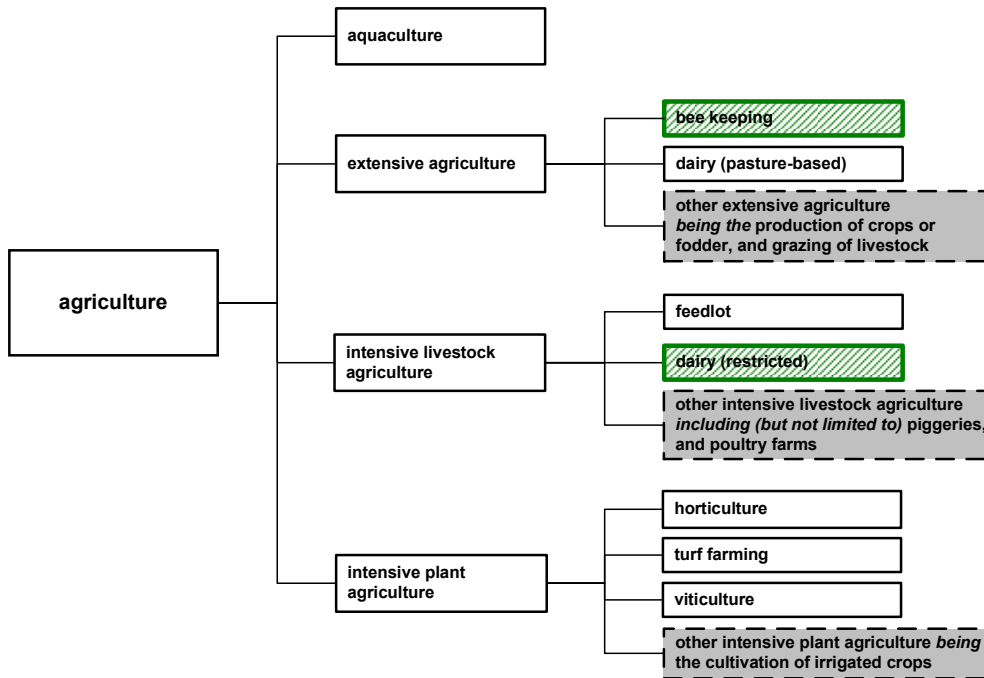 aquaculture
bee keeping
extensive agriculture
dairy (pasture-based)
other extensive agriculture
being the production of crops or
fodder, and grazing of livestock
agriculture
feedlot
intensive livestock
agriculture
dairy (restricted)
other intensive livestock agriculture
including (but not limited to) piggeries,
and poultry farms
horticulture
intensive plant
agriculture
turf farming
viticulture
other intensive plant agriculture being
the cultivation of irrigated crops